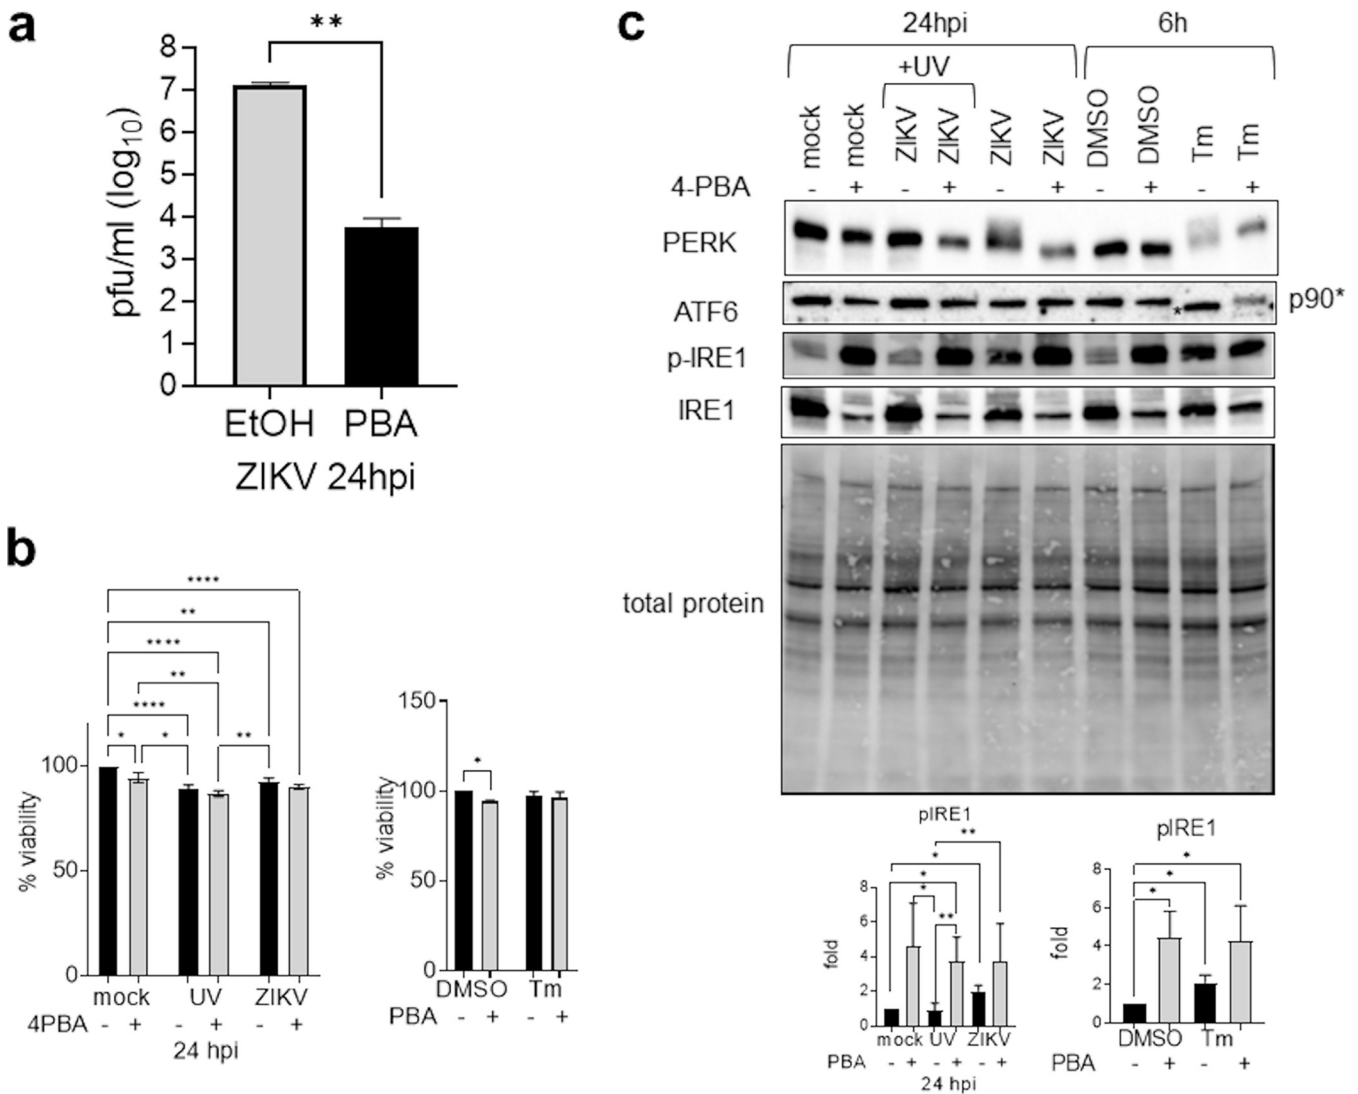 a
**
8
7
6
5
4
3
2
1
0
pfu/ml (log10)
EtOH PBA
ZIKV 24hpi
b
****
**
****
**
****
* * **
100
50
0
% viability
mock UV ZIKV
4PBA - + - + - +
24 hpi
*
150
100
50
0
% viability
DMSO Tm
PBA - + - +
c
24hpi 6h
+UV
mock mock ZIKV ZIKV ZIKV ZIKV DMSO DMSO Tm Tm
4-PBA - + - + - + - + - +
PERK
ATF6 * p90*
p-IRE1
IRE1
total protein
pIRE1
**
*
*
*
**
8
6
4
2
0
fold
mock UV ZIKV
PBA - + - + - +
24 hpi
pIRE1
*
*
*
8
6
4
2
0
fold
DMSO Tm
PBA - + - +